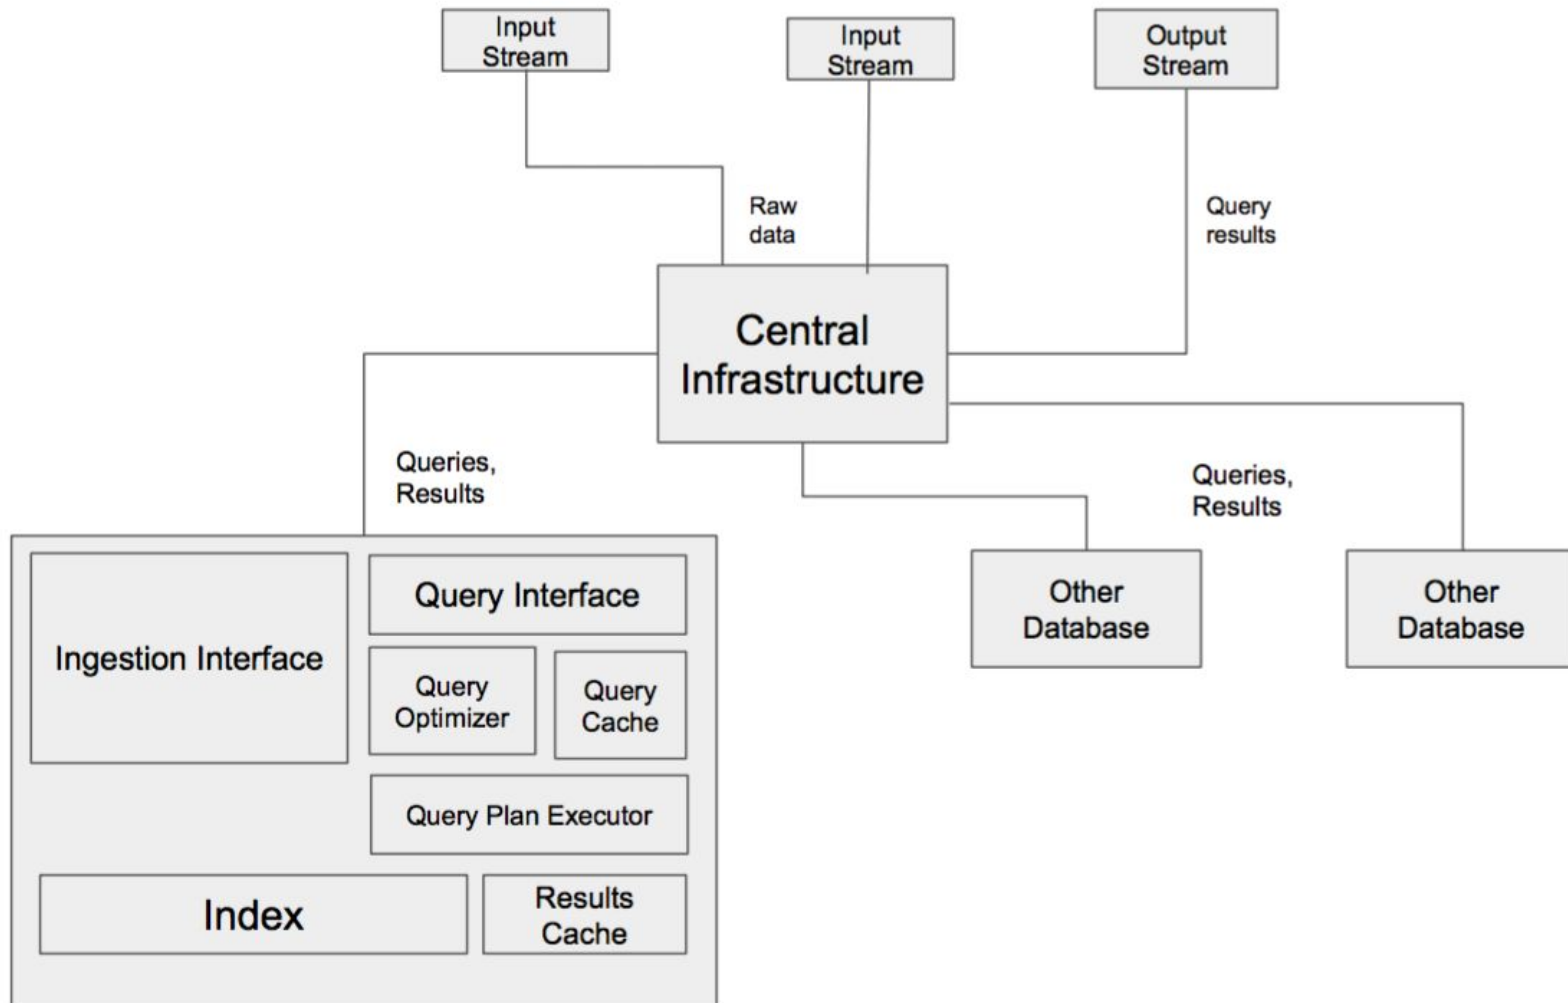 Input
Stream
Input
Stream
Output
Stream
Raw
data
Query
results
Central
Infrastructure
Queries,
Results
Queries,
Results
Ingestion Interface
Query Interface
Query
Optimizer
Query
Cache
Query Plan Executor
Index
Results
Cache
Other
Database
Other
Database